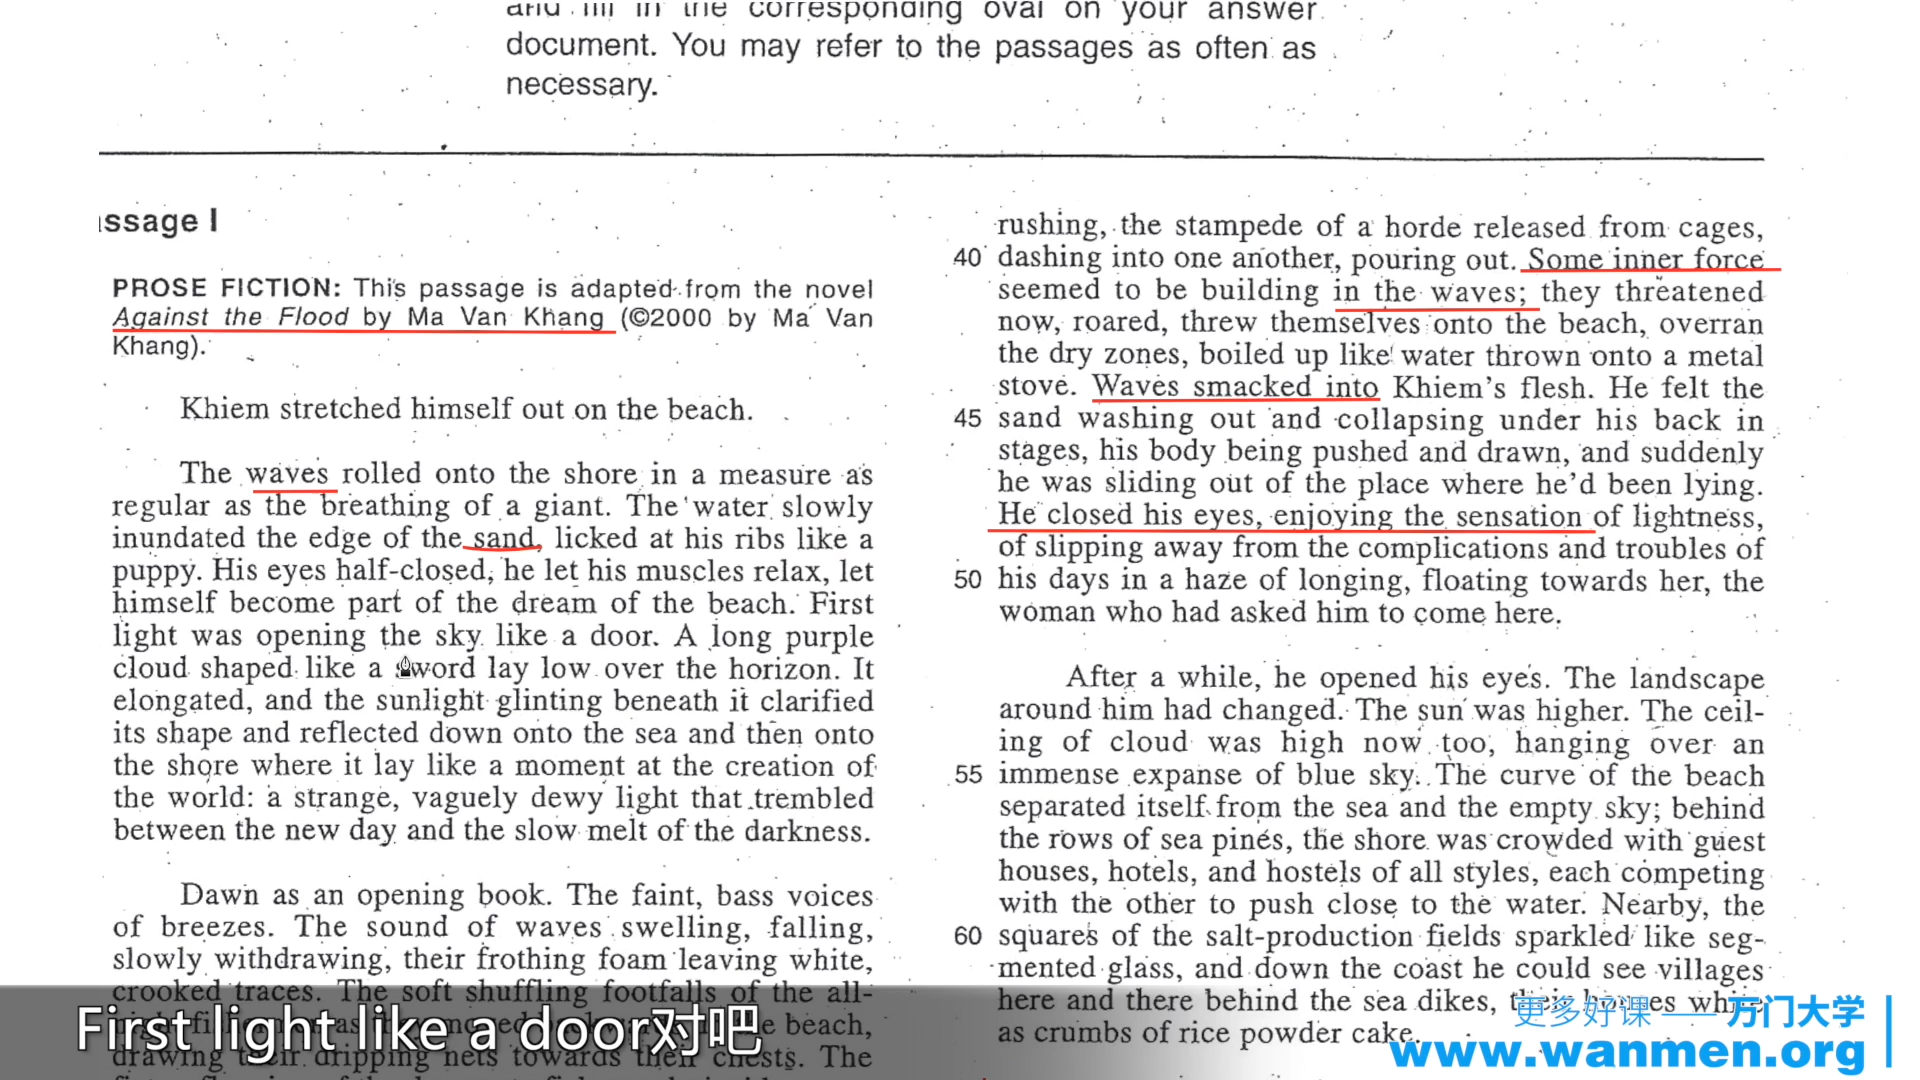 and fill in the corresponding oval on your answer
document. You may refer to the passages as often as
necessary.
ssage I
PROSE FICTION: This passage is adapted from the novel
Against the Flood by Ma Van Khang (©2000 by Ma Van
Khang).
Khiem stretched himself out on the beach.
The waves rolled onto the shore in a measure as
regular as the breathing of a giant. The water slowly
inundated the edge of the sand, licked at his ribs like a
puppy. His eyes half-closed, he let his muscles relax, let
himself become part of the dream of the beach. First
light was opening the sky like a door. A long purple
cloud shaped like a sword lay low over the horizon. It
elongated, and the sunlight glinting beneath it clarified
its shape and reflected down onto the sea and then onto
the shore where it lay like a moment at the creation of
the world: a strange, vaguely dewy light that trembled
between the new day and the slow melt of the darkness.
Dawn as an opening book. The faint, bass voices
of breezes. The sound of waves swelling, falling,
slowly withdrawing, their frothing foam leaving white,
crooked traces. The soft shuffling footfalls of the all-
beach,
drawing their dripping nets towards their chests. The
rushing, the stampede of a horde released from cages,
40 dashing into one another, pouring out. Some inner force
seemed to be building in the waves; they threatened
now, roared, threw themselves onto the beach, overran
the dry zones, boiled up like water thrown onto a metal
stove. Waves smacked into Khiem's flesh. He felt the
45 sand washing out and collapsing under his back in
stages, his body being pushed and drawn, and suddenly
he was sliding out of the place where he'd been lying.
He closed his eyes, enjoying the sensation of lightness,
of slipping away from the complications and troubles of
50 his days in a haze of longing, floating towards her, the
woman who had asked him to come here.
After a while, he opened his eyes. The landscape
around him had changed. The sun was higher. The ceil-
ing of cloud was high now too, hanging over an
55 immense expanse of blue sky. The curve of the beach
separated itself from the sea and the empty sky; behind
the rows of sea pines, the shore was crowded with guest
houses, hotels, and hostels of all styles, each competing
with the other to push close to the water. Nearby, the
60 squares of the salt-production fields sparkled like seg-
mented glass, and down the coast he could see villages
here and there behind the sea dikes, their houses white
as crumbs of rice powder cake.
First light like a door对吧
更多好课 —— 万门大学
www.wanmen.org